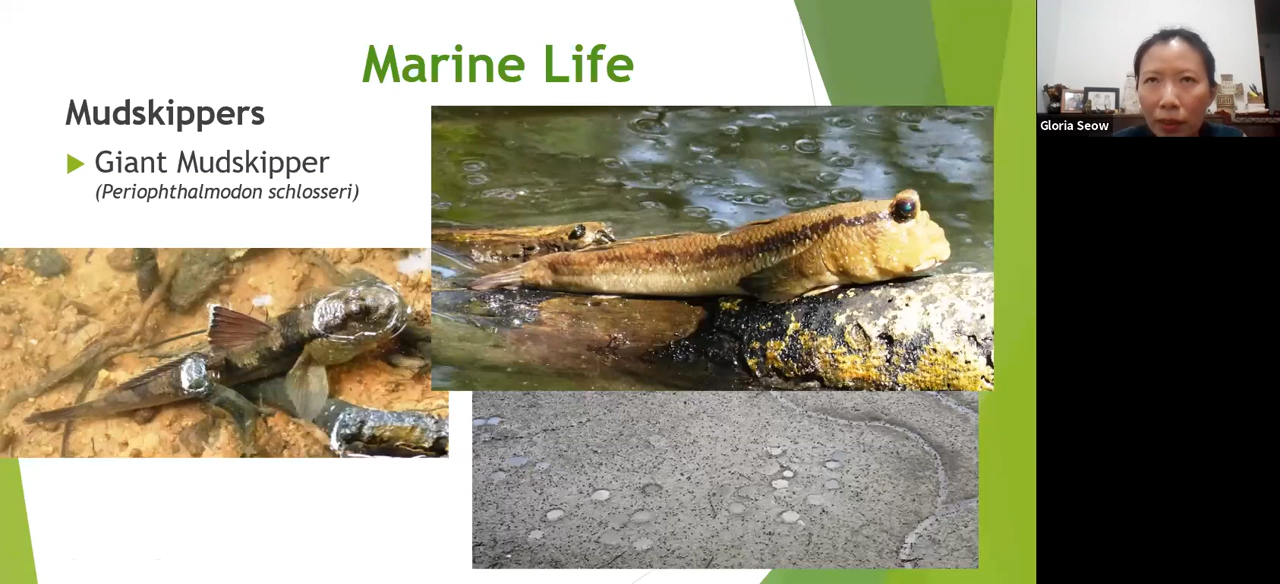 Marine Life
Mudskippers
Giant Mudskipper
(Periophthalmodon schlosseri)
Gloria Seow